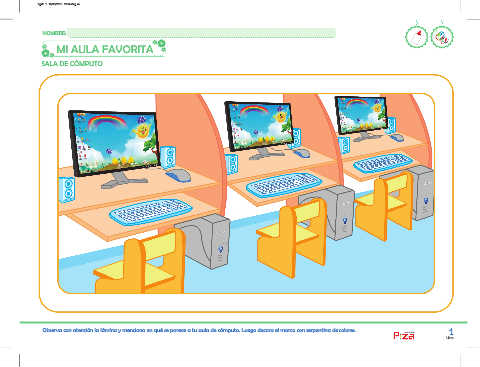 NOMBRE:
MI AULA FAVORITA
SALA DE CÓMPUTO
Observa con atención la lámina y menciona en qué se parece a tu aula de cómputo. Luego decora el marco con serpentina de colores.
1